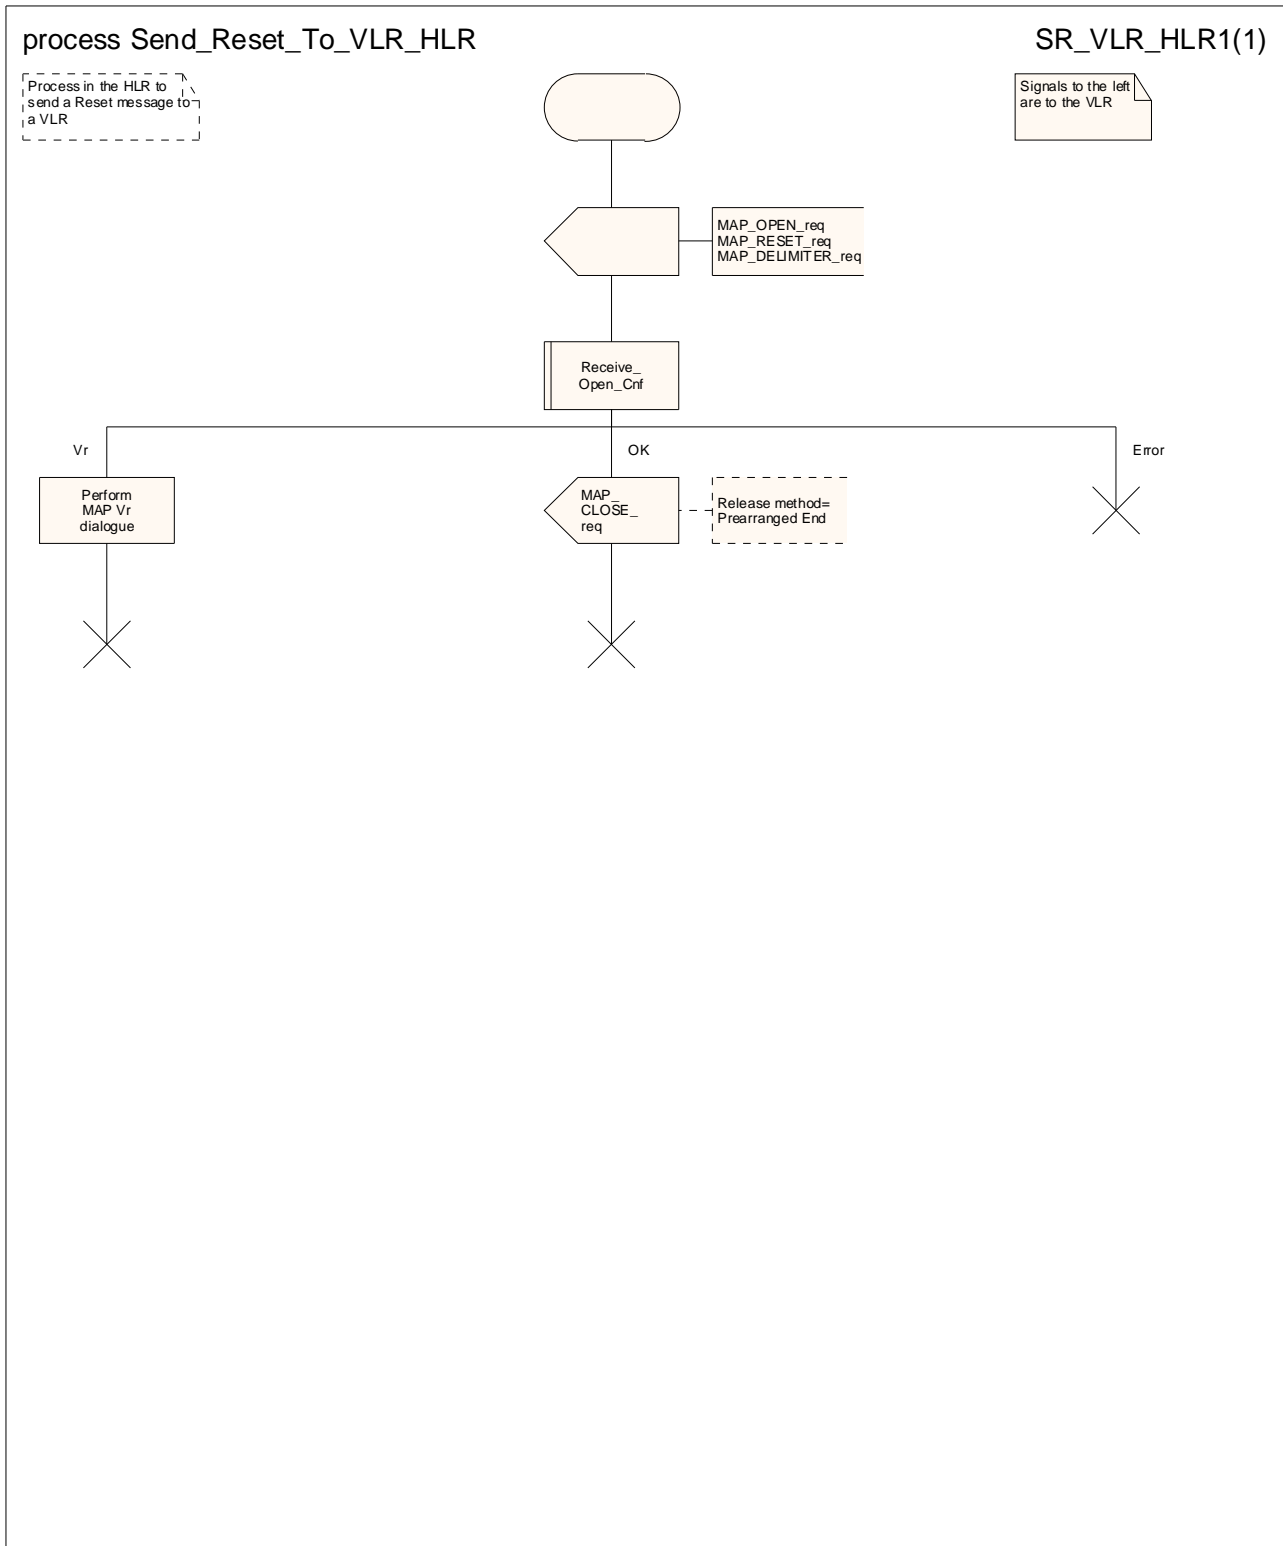 process Send_Reset_To_VLR_HLR
SR_VLR_HLR1(1)
Process in the HLR to
send a Reset message to
a VLR
Signals to the left
are to the VLR
MAP_OPEN_req
MAP_RESET_req
MAP_DELIMITER_req
Receive_
Open_Cnf
Vr
OK
Error
Perform
MAP Vr
dialogue
MAP_
CLOSE_
req
Release method=
Prearranged End